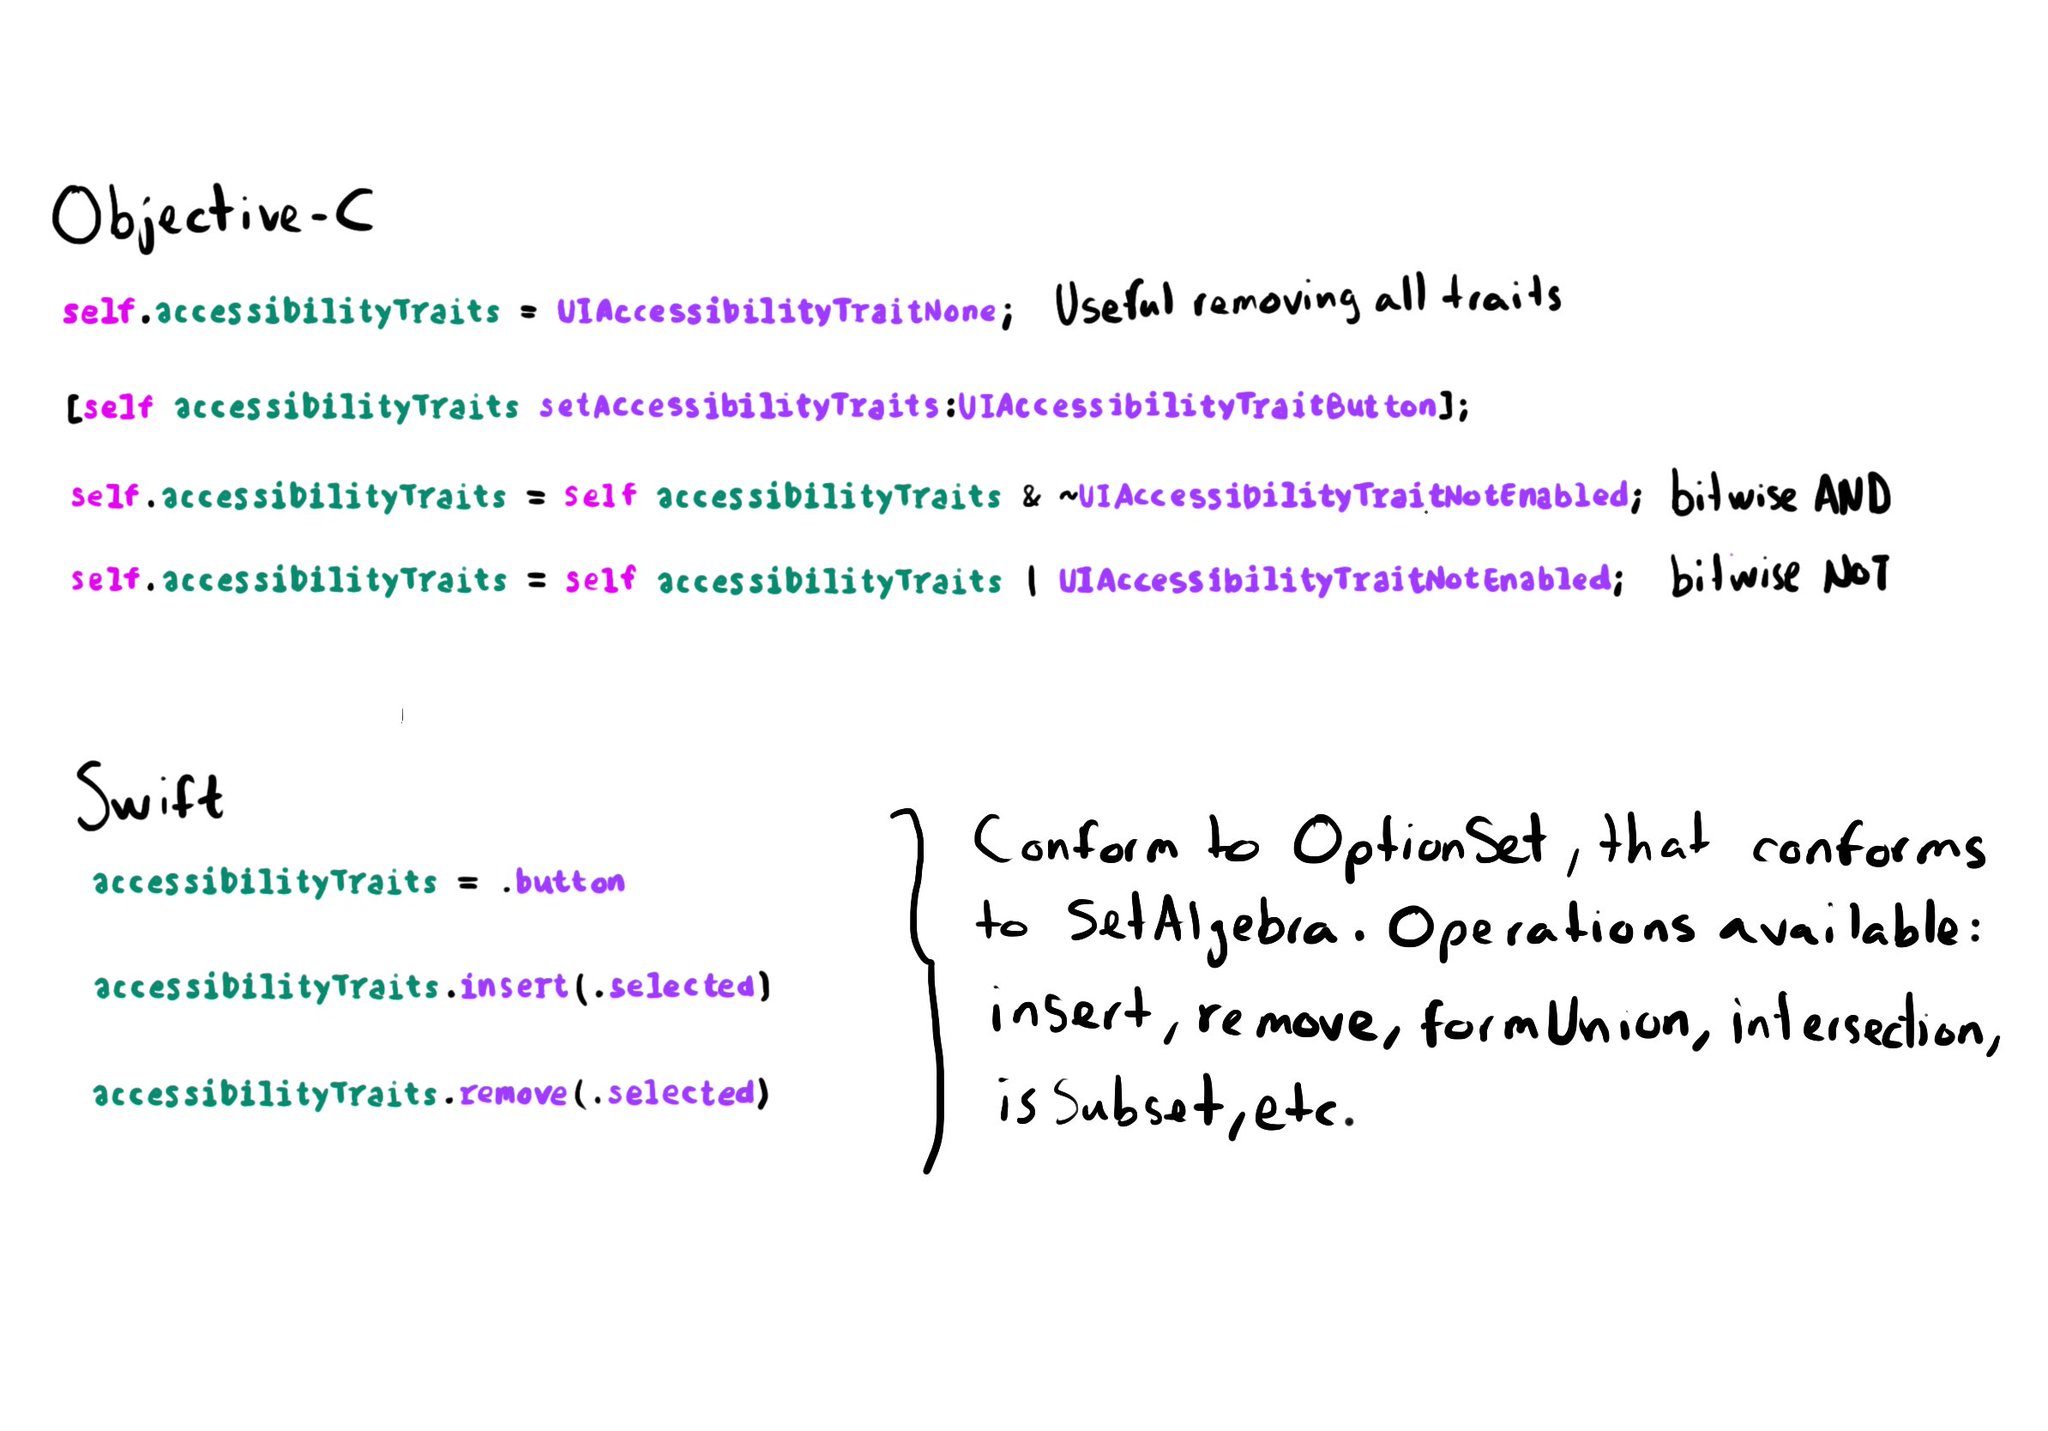 Objective-C
self.accessibilityTraits = UIAccessibilityTraitNone; Useful removing all traits
[self accessibilityTraits setAccessibilityTraits:UIAccessibilityTraitButton];
self.accessibilityTraits = self accessibilityTraits & ~UIAccessibilityTraitNotEnabled; bitwise AND
self.accessibilityTraits = self accessibilityTraits | UIAccessibilityTraitNotEnabled; bitwise NOT
Swift
accessibilityTraits = .button
accessibilityTraits.insert(.selected)
accessibilityTraits.remove(.selected)
Conform to OptionSet, that conforms
to SetAlgebra. Operations available:
insert, remove, formUnion, intersection,
isSubset, etc.